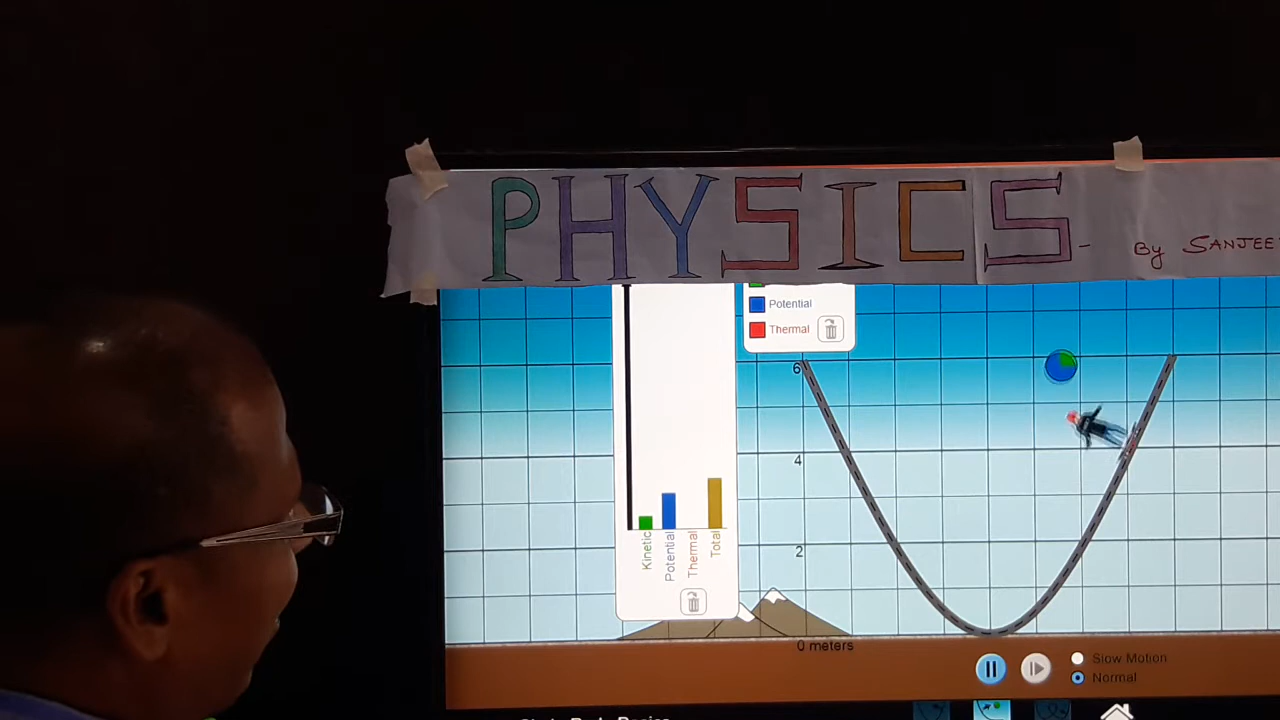 PHYSICS-
By SANJEE
Potential
Thermal
6
4
2
0 meters
Kinetic
Potential
Thermal
Total
Slow Motion
Normal